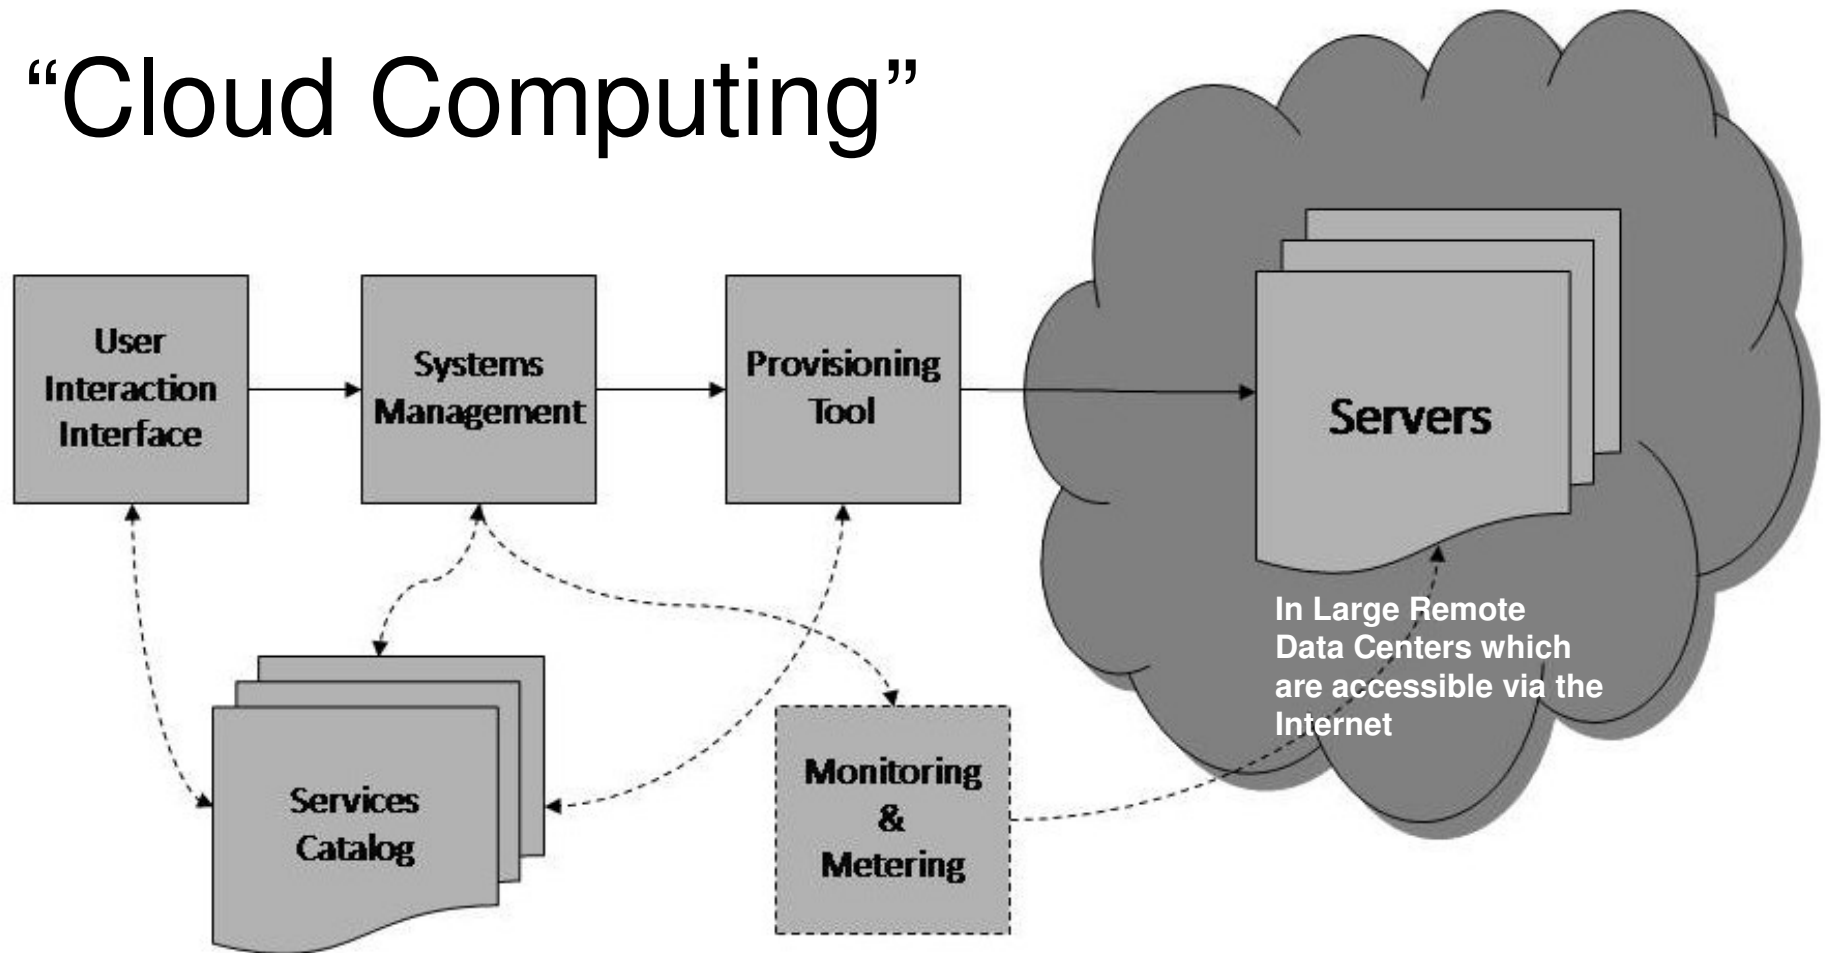 “Cloud Computing”
User
Interaction
Interface
Systems
Management
Provisioning
Tool
Servers
In Large Remote
Data Centers which
are accessible via the
Internet
Services
Catalog
Monitoring
&
Metering